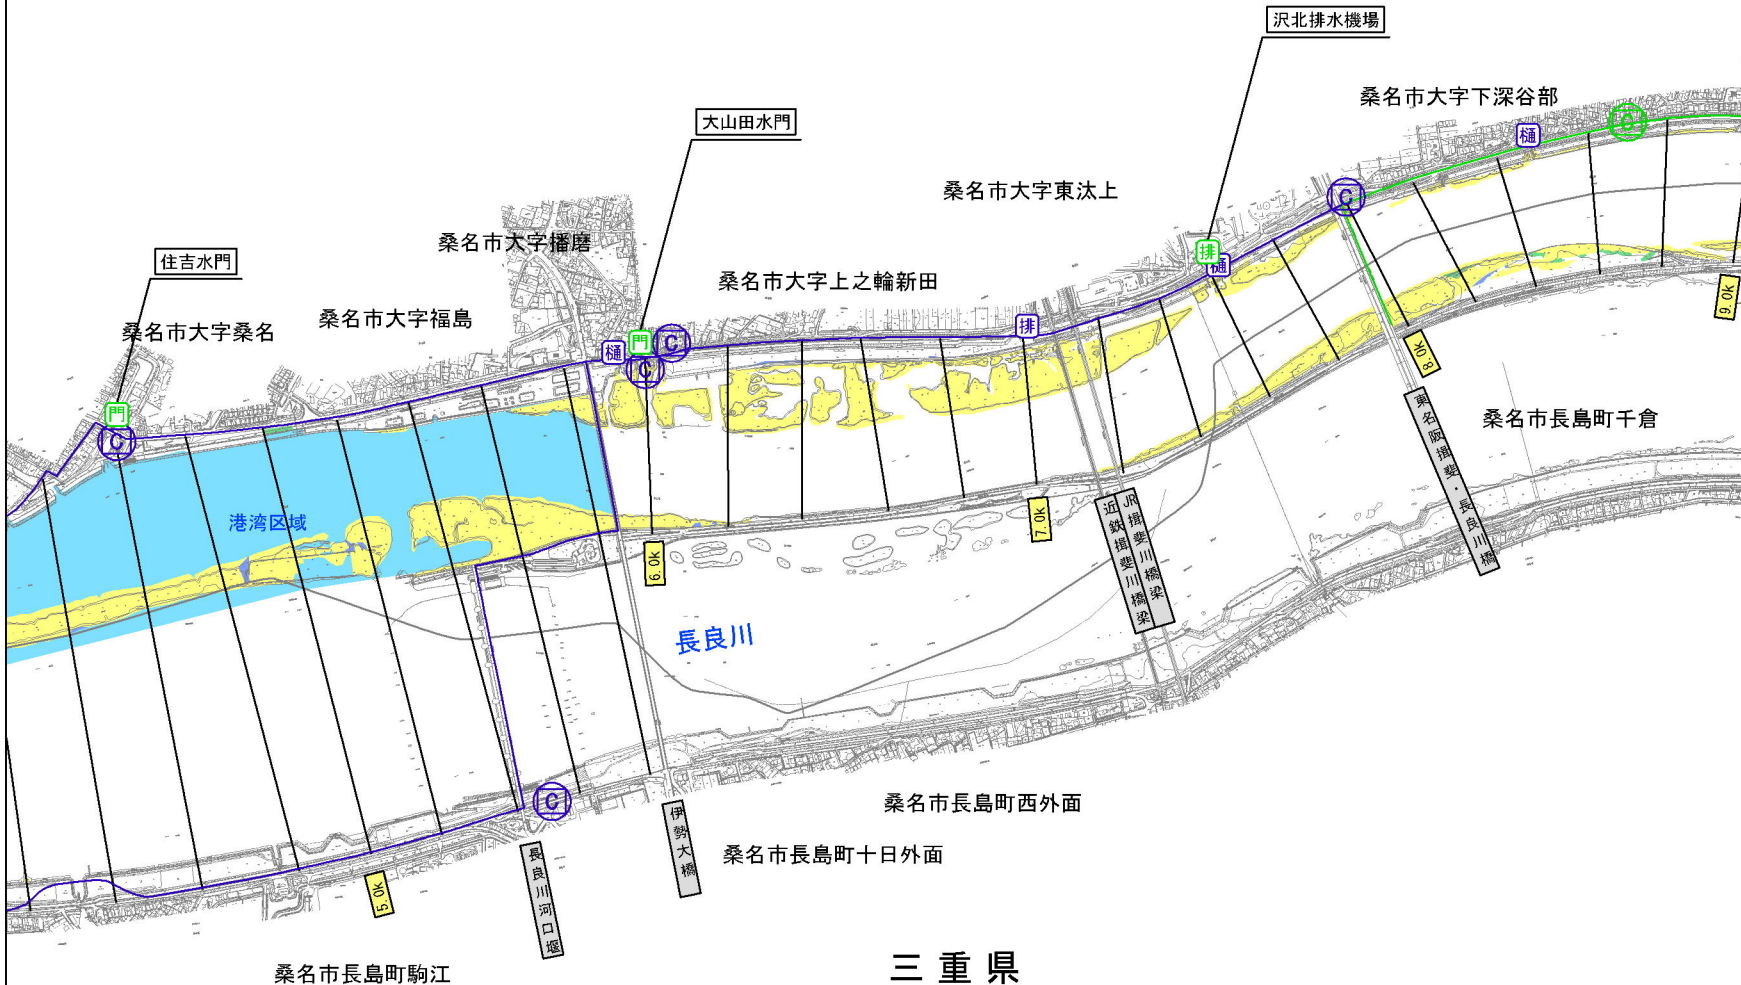 沢北排水機場
桑名市大字下深谷部
大山田水門
樋
C
桑名市大字東汰上
C
桑名市大字播磨
排
樋
住吉水門
桑名市大字上之輪新田
9.0k
桑名市大字桑名
桑名市大字福島
排
門
C
樋
C
8.0k
門
C
桑名市長島町千倉
東名阪揖斐・長良川橋
港湾区域
7.0k
近鉄揖斐川橋梁
JR揖斐川橋梁
6.0k
長良川
C
桑名市長島町西外面
伊勢大橋
桑名市長島町十日外面
長良川河口堰
5.0k
桑名市長島町駒江
三重県